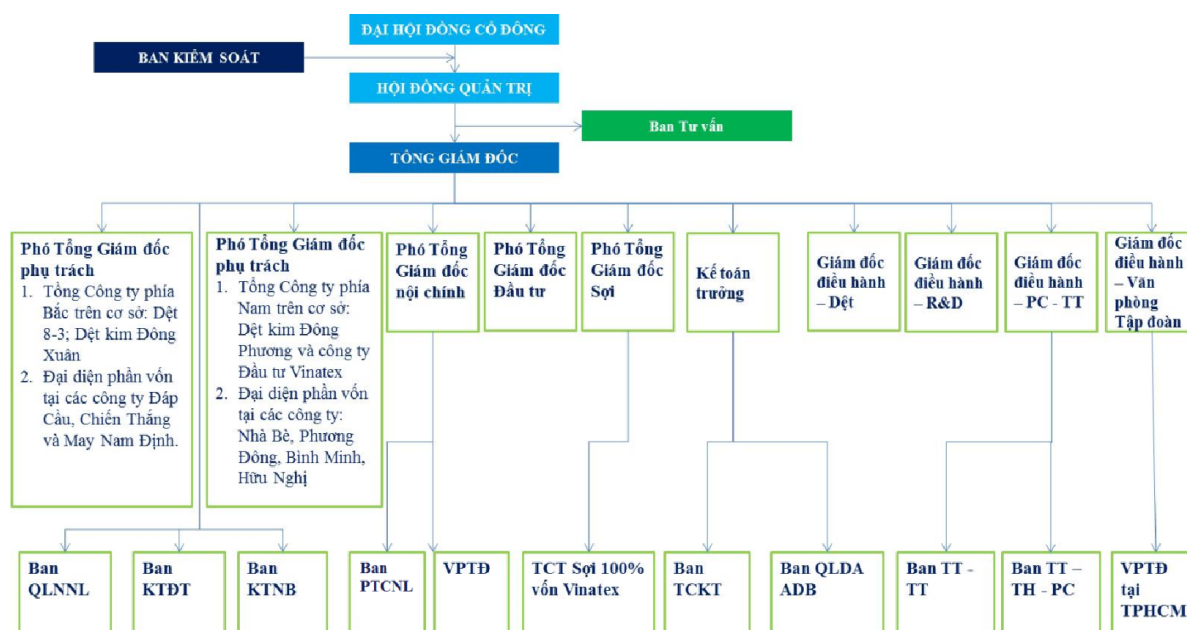 ĐẠI HỘI ĐỒNG CỔ ĐÔNG
BAN KIỂM SOÁT
HỘI ĐỒNG QUẢN TRỊ
Ban Tư vấn
TỔNG GIÁM ĐỐC
Phó Tổng Giám đốc
phụ trách
1. Tổng Công ty phía
Bắc trên cơ sở: Dệt
8-3; Dệt kim Đông
Xuân
2. Đại diện phần vốn
tại các công ty Đáp
Cầu, Chiến Thắng
và May Nam Định.
Phó Tổng Giám đốc
phụ trách
1. Tổng Công ty phía
Nam trên cơ sở:
Dệt kim Đông
Phương và công ty
Đầu tư Vinatex
2. Đại diện phần vốn
tại các công ty:
Nhà Bè, Phương
Đông, Bình Minh,
Hữu Nghị
Phó Tổng
Giám đốc
nội chính
Phó Tổng
Giám đốc
Đầu tư
Phó Tổng
Giám đốc
Sợi
Kế toán
trưởng
Giám đốc
điều hành
– Dệt
Giám đốc
điều hành
– R&D
Giám đốc
điều hành
– PC - TT
Giám đốc
điều hành
– Văn
phòng
Tập đoàn
Ban
QLNNL
Ban
KTĐT
Ban
KTNB
Ban
PTCNL
VPTĐ
TCT Sợi 100%
vốn Vinatex
Ban
TCKT
Ban QLDA
ADB
Ban TT -
TT
Ban TT –
TH - PC
VPTĐ
tại
TPHCM